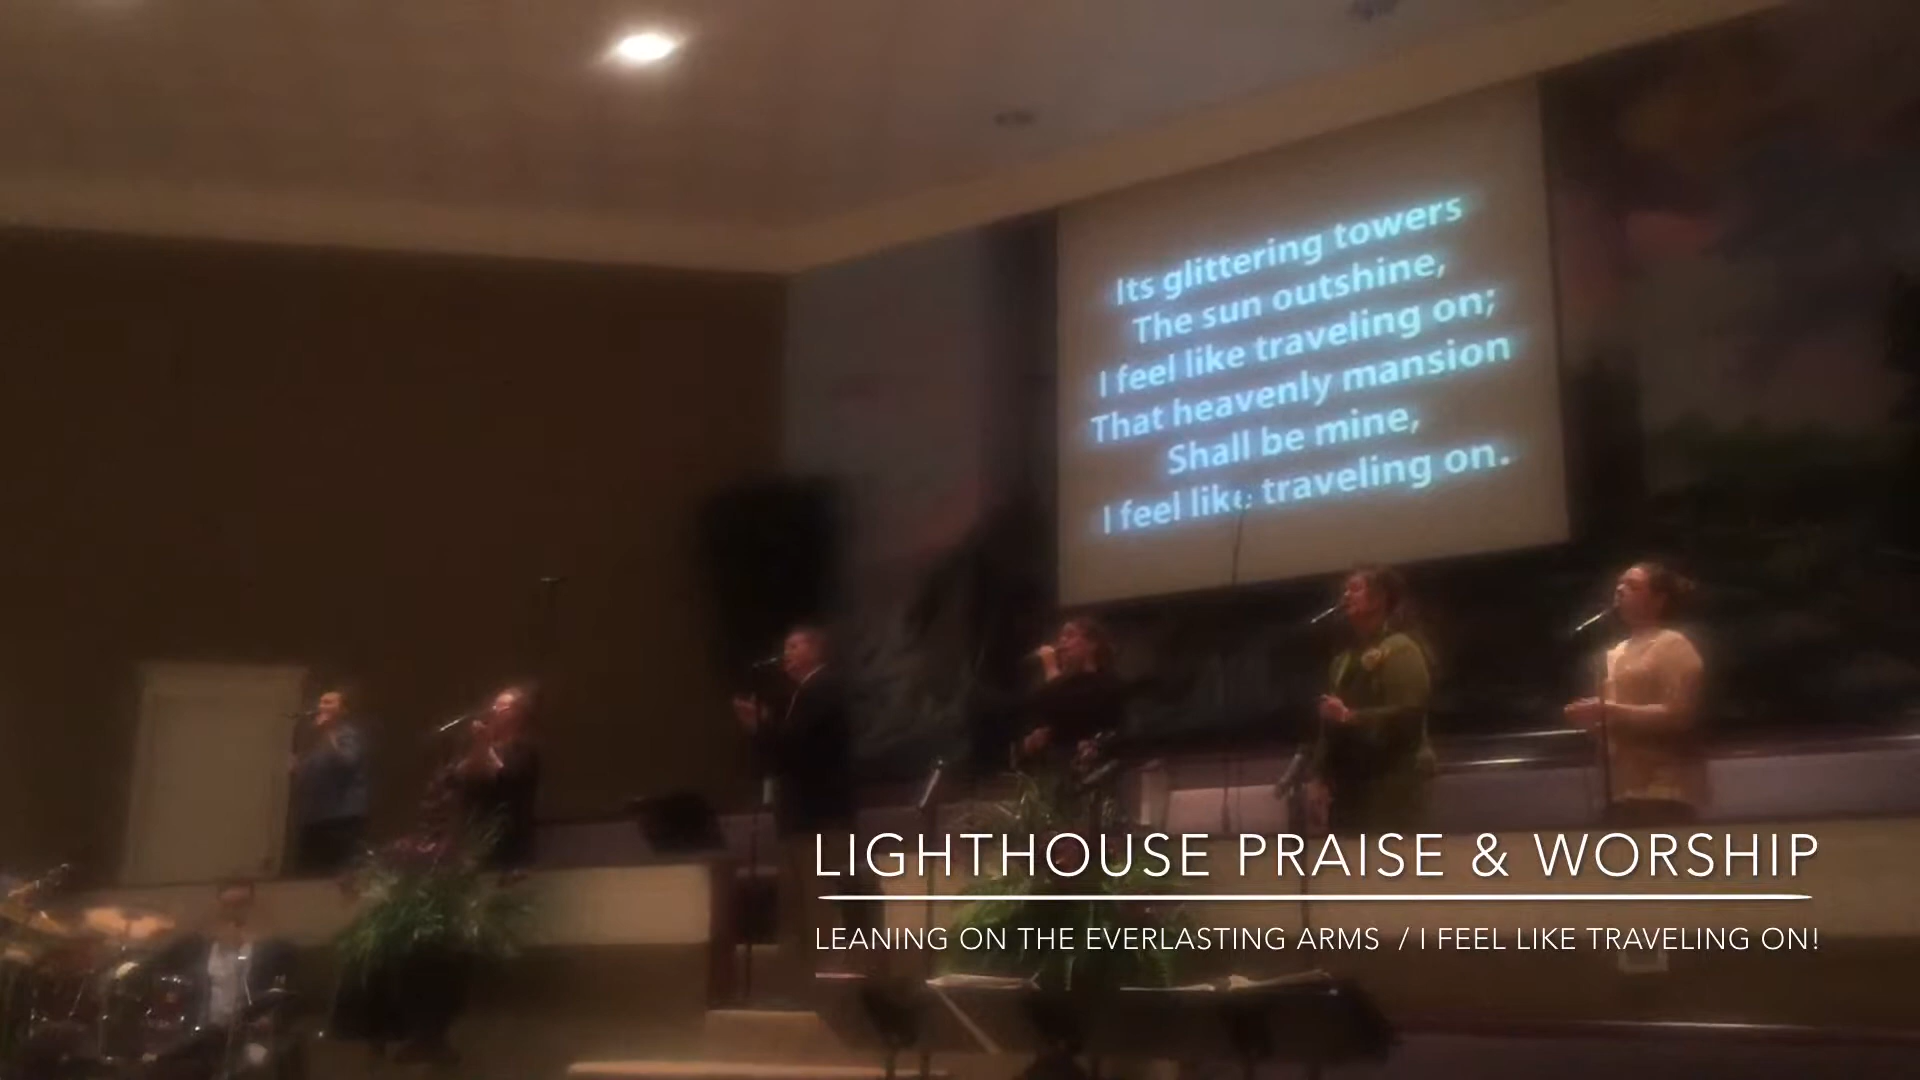 Its glittering towers
The sun outshine,
I feel like traveling on;
That heavenly mansion
Shall be mine,
I feel like traveling on.
LIGHTHOUSE PRAISE & WORSHIP
LEANING ON THE EVERLASTING ARMS / I FEEL LIKE TRAVELING ON!